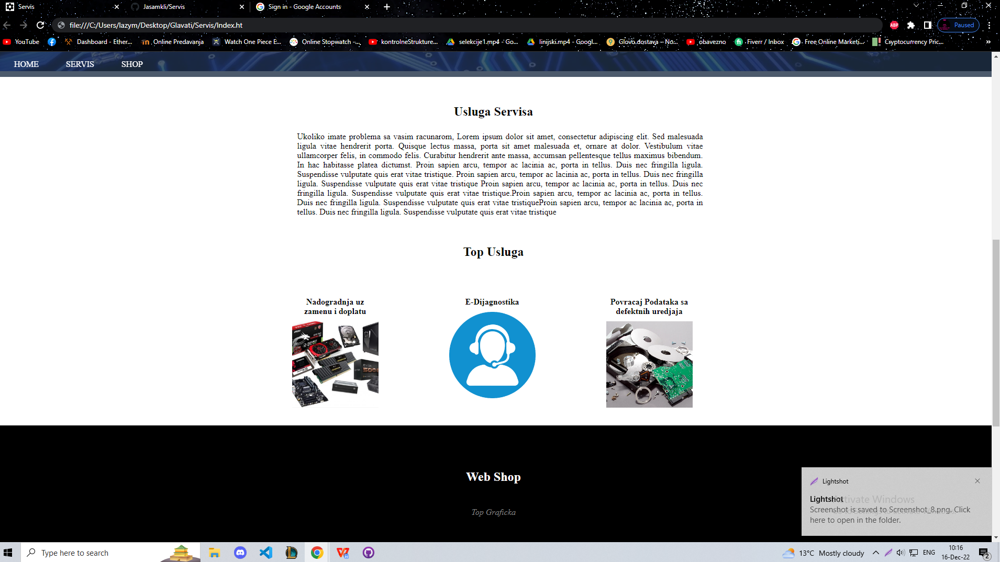 Servis
Jasamkli/Servis
Sign in - Google Accounts
file:///C:/Users/lazym/Desktop/Glavati/Servis/Index.ht
ABP
Paused
YouTube
Dashboard - Ether...
Online Predavanja
Watch One Piece E...
Online Stopwatch –...
kontrolneStrukture...
selekcije1.mp4 - Go...
linijski.mp4 - Googl...
Glovo dostava – No...
obavezno
Fiverr / Inbox
Free Online Marketi...
Cryptocurrency Pric...
HOME SERVIS SHOP
Usluga Servisa
Ukoliko imate problema sa vasim racunarom, Lorem ipsum dolor sit amet, consectetur adipiscing elit. Sed malesuada
ligula vitae hendrerit porta. Quisque lectus massa, porta sit amet malesuada et, ornare at dolor. Vestibulum vitae
ullamcorper felis, in commodo felis. Curabitur hendrerit ante massa, accumsan pellentesque tellus maximus bibendum.
In hac habitasse platea dictumst. Proin sapien arcu, tempor ac lacinia ac, porta in tellus. Duis nec fringilla ligula.
Suspendisse vulputate quis erat vitae tristique. Proin sapien arcu, tempor ac lacinia ac, porta in tellus. Duis nec fringilla
ligula. Suspendisse vulputate quis erat vitae tristique Proin sapien arcu, tempor ac lacinia ac, porta in tellus. Duis nec
fringilla ligula. Suspendisse vulputate quis erat vitae tristique.Proin sapien arcu, tempor ac lacinia ac, porta in tellus.
Duis nec fringilla ligula. Suspendisse vulputate quis erat vitae tristiqueProin sapien arcu, tempor ac lacinia ac, porta in
tellus. Duis nec fringilla ligula. Suspendisse vulputate quis erat vitae tristique
Top Usluga
Nadogradnja uz
zamenu i doplatu
E-Dijagnostika
Povracaj Podataka sa
defektnih uredjaja
Web Shop
Top Graficka
Lightshot
Lightshot
Activate Windows
Screenshot is saved to Screenshot_8.png. Click
here to open in the folder.
Type here to search
13°C Mostly cloudy
ENG
10:16
16-Dec-22
2